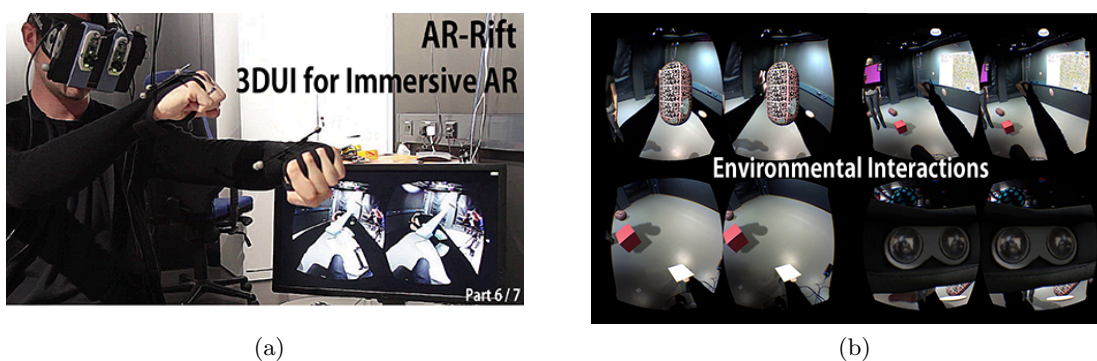 AR-Rift
3DUI for Immersive AR
Part 6 / 7
Environmental Interactions
(a)
(b)